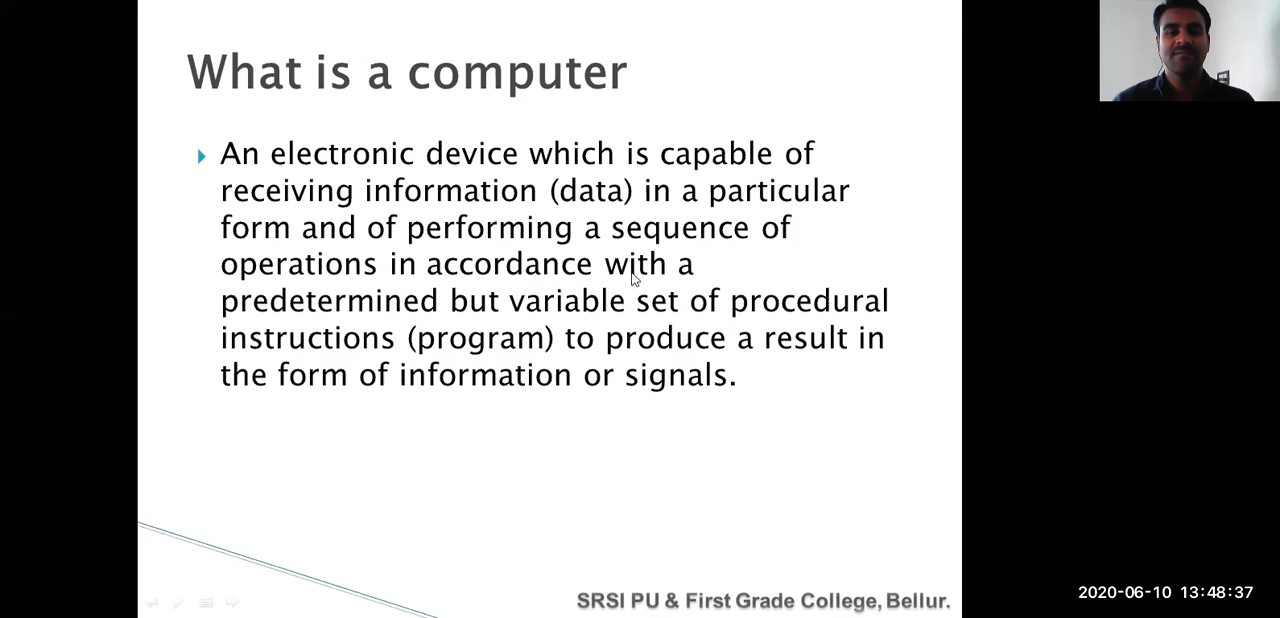 What is a computer
An electronic device which is capable of
receiving information (data) in a particular
form and of performing a sequence of
operations in accordance with a
predetermined but variable set of procedural
instructions (program) to produce a result in
the form of information or signals.
SRSI PU & First Grade College, Bellur.
2020-06-10 13:48:37